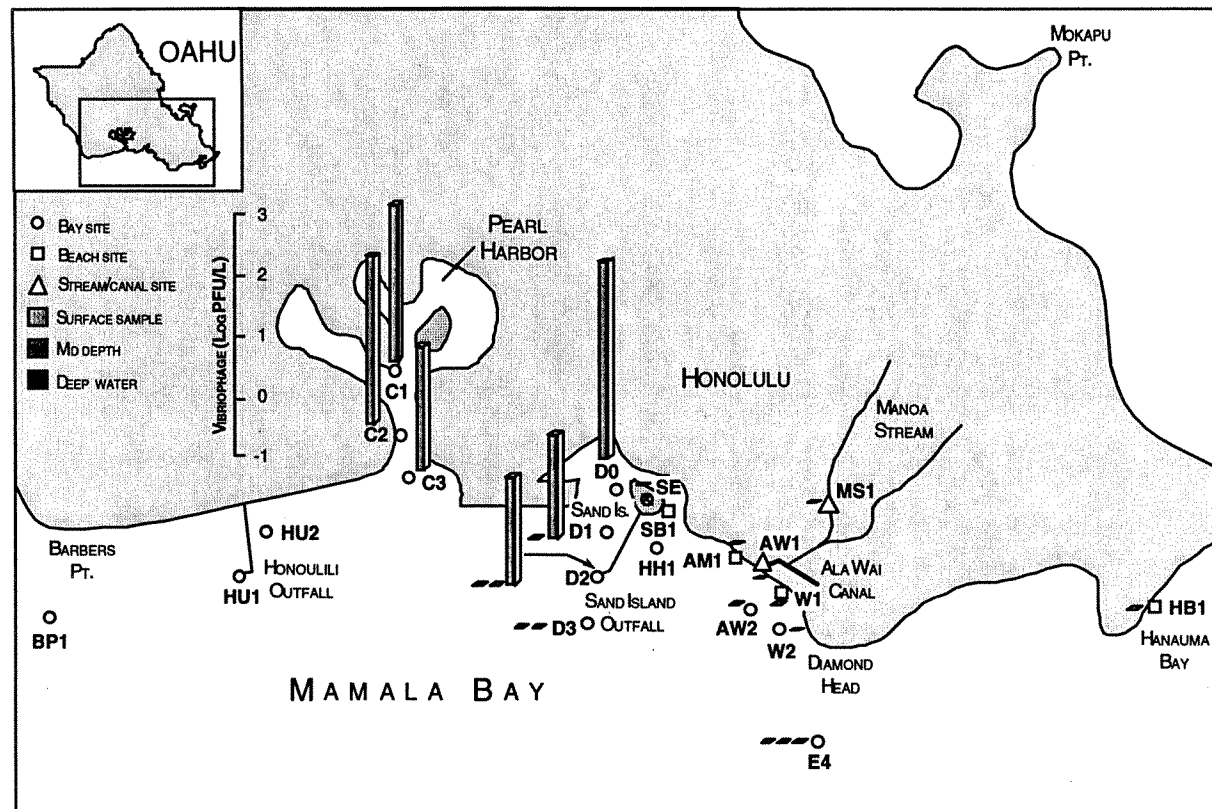 OAHU
MOKAPU
PT.
BAY SITE
BEACH SITE
STREAM/CANAL SITE
SURFACE SAMPLE
MID DEPTH
DEEP WATER
VIBRIOPHAGE (LOG PFU/L)
3
2
1
0
-1
PEARL
HARBOR
C1
C2
C3
HONOLULU
MANOA
STREAM
D0
SE
MS1
SAND IS.
D1
SB1
HU2
BARBERS
PT.
HONOULILI
OUTFALL
HU1
BP1
HH1
AM1
AW1
ALA WAI
CANAL
D2
SAND ISLAND
OUTFALL
D3
W1
AW2
W2
HB1
HANAUMA
BAY
DIAMOND
HEAD
MAMALA BAY
E4